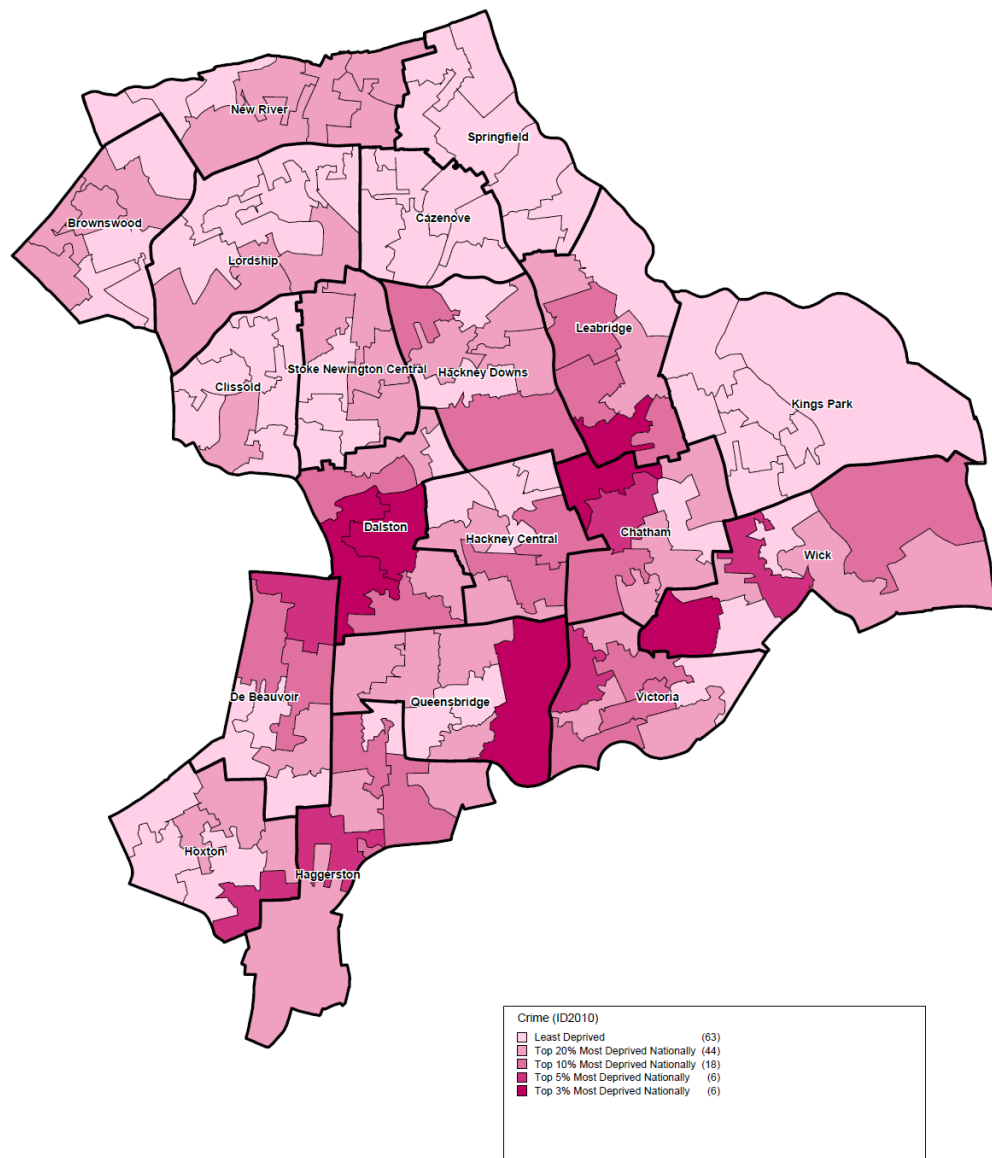 New River
Springfield
Cazenove
Brownswood
Lordship
Leabridge
Stoke Newington Central
Hackney Downs
Clissold
Kings Park
Dalston
Hackney Central
Chatham
Wick
De Beauvoir
Queensbridge
Victoria
Hoxton
Haggerston
Crime (ID2010)
Least Deprived (63)
Top 20% Most Deprived Nationally (44)
Top 10% Most Deprived Nationally (18)
Top 5% Most Deprived Nationally (6)
Top 3% Most Deprived Nationally (6)